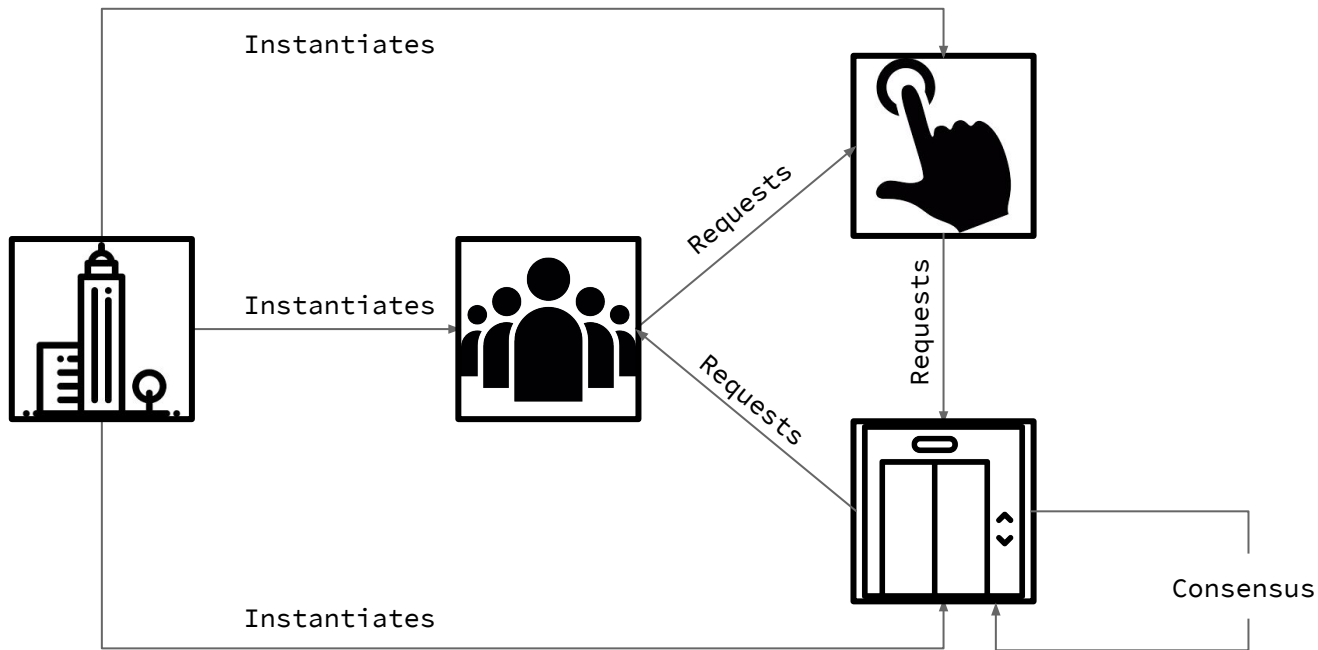 Instantiates
Requests
Instantiates
Requests
Requests
Consensus
Instantiates